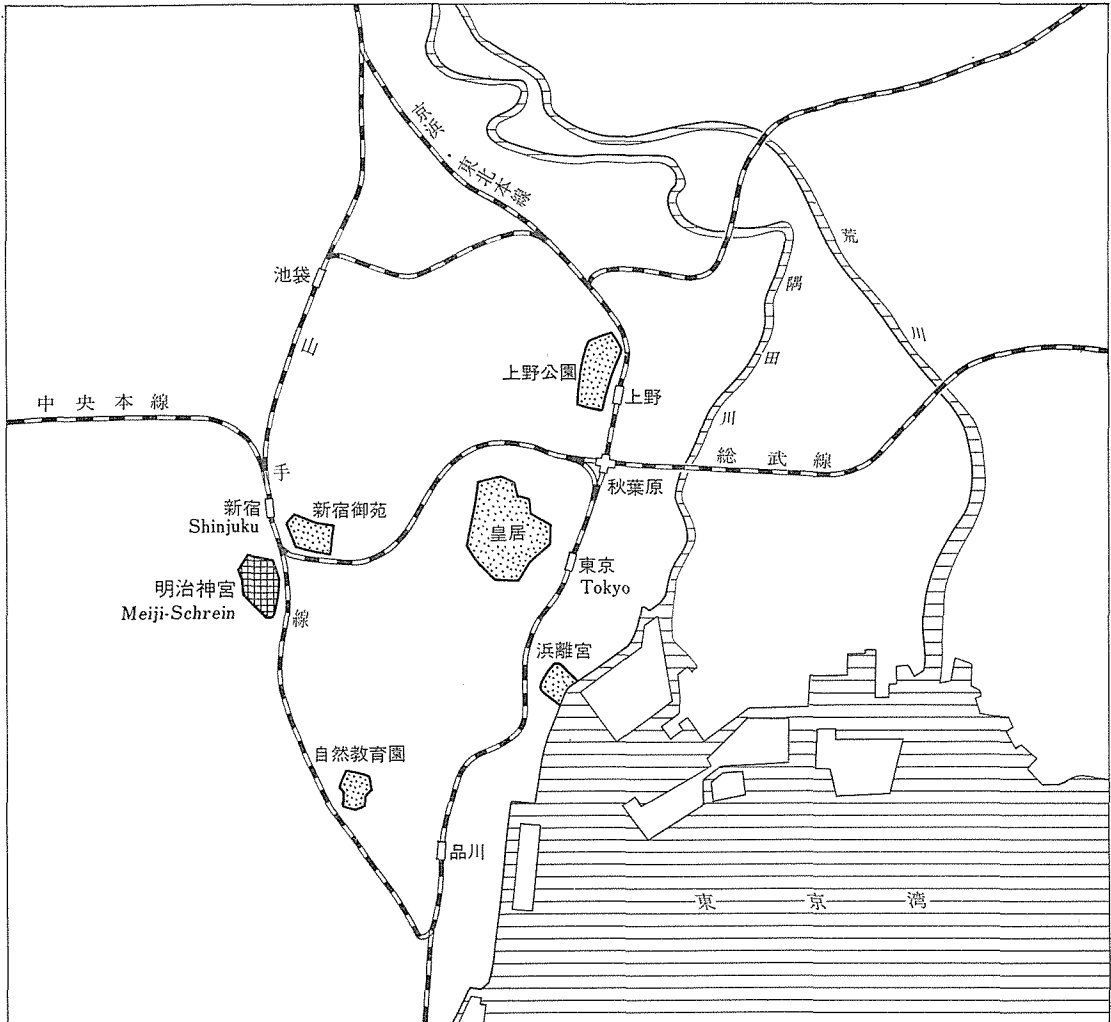 京浜・東北本線
荒川
隅田川
池袋
山手線
上野公園
上野
中央本線
総武線
秋葉原
新宿
Shinjuku
新宿御苑
皇居
東京
Tokyo
明治神宮
Meiji-Schrein
浜離宮
自然教育園
品川
東京湾